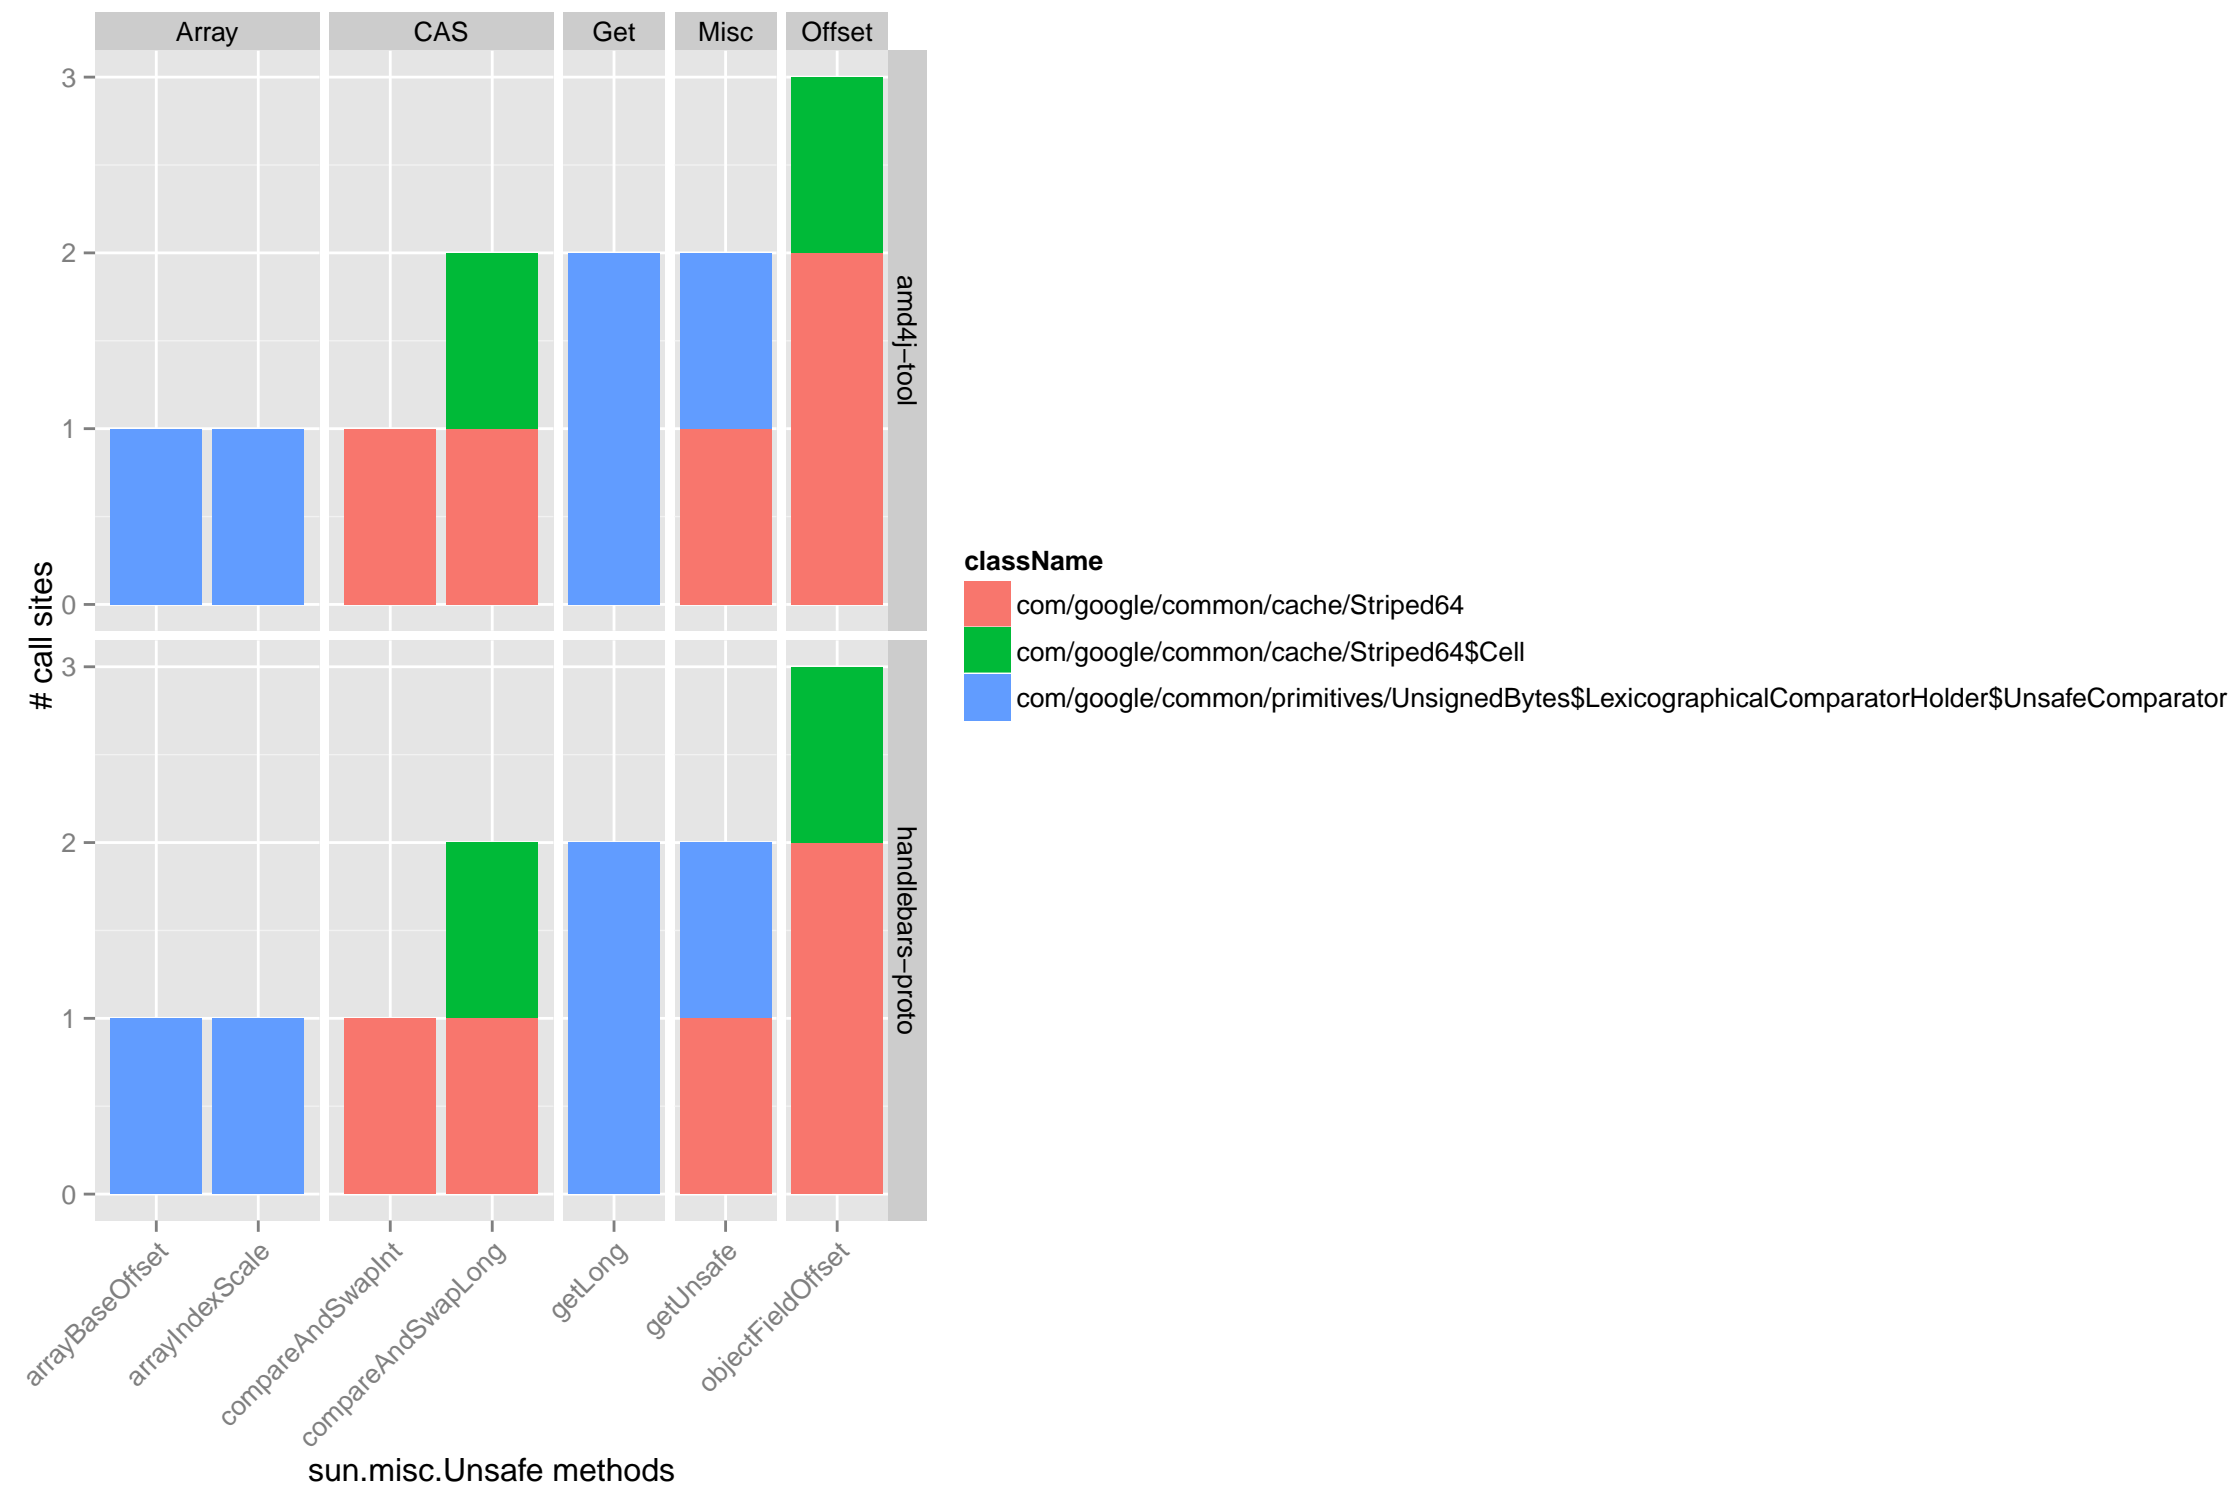 Array CAS Get Misc Offset
3
2
1
0
amd4j−tool
3
2
1
0
handlebars−proto
# call sites
arrayBaseOffset
arrayIndexScale
compareAndSwapInt
compareAndSwapLong
getLong
getUnsafe
objectFieldOffset
sun.misc.Unsafe methods
className
com/google/common/cache/Striped64
com/google/common/cache/Striped64$Cell
com/google/common/primitives/UnsignedBytes$LexicographicalComparatorHolder$UnsafeComparator